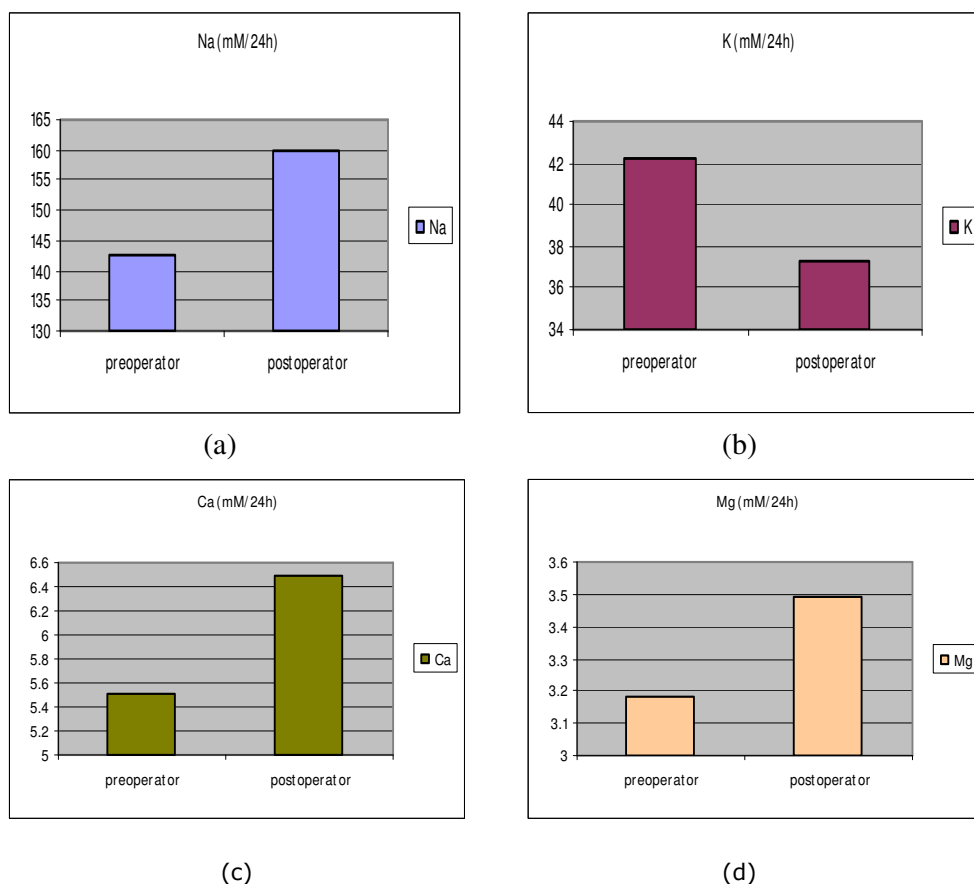 Na (mM/24h)
165
160
155
150
145
140
135
130
preoperator postoperator
Na
(a)
K (mM/24h)
44
42
40
38
36
34
preoperator postoperator
K
(b)
Ca (mM/24h)
6.6
6.4
6.2
6
5.8
5.6
5.4
5.2
5
preoperator postoperator
Ca
(c)
Mg (mM/24h)
3.6
3.5
3.4
3.3
3.2
3.1
3
preoperator postoperator
Mg
(d)